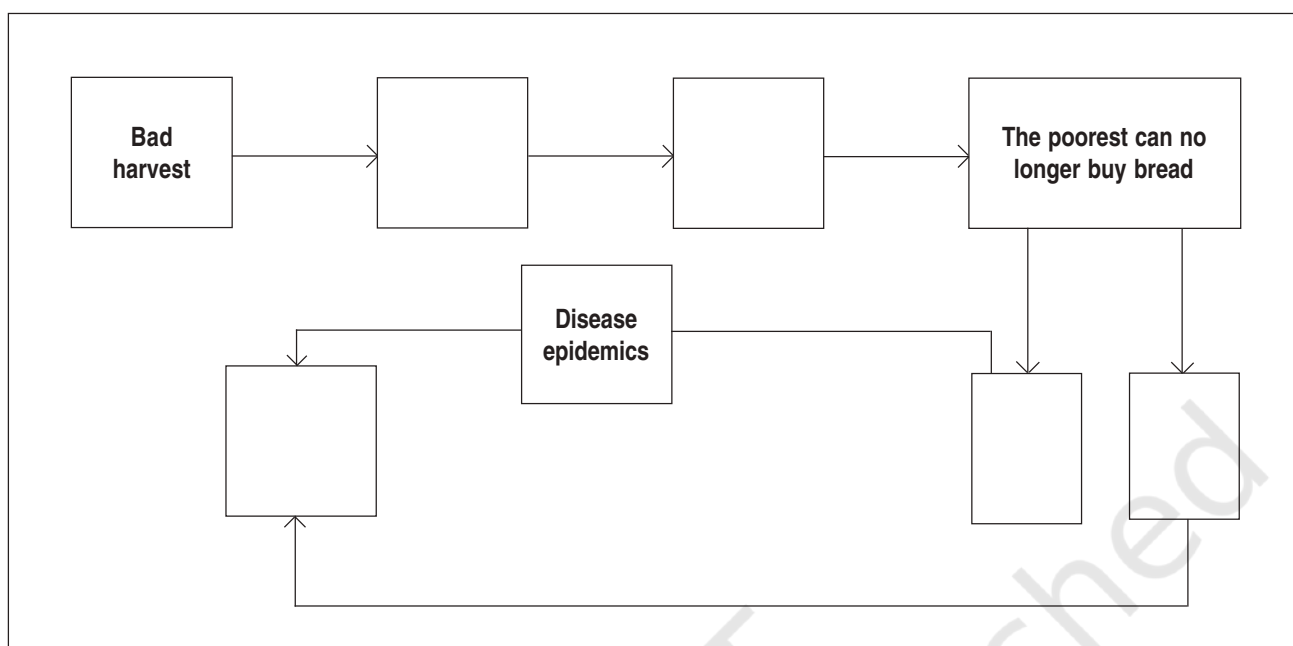 Bad
harvest
The poorest can no
longer buy bread
Disease
epidemics